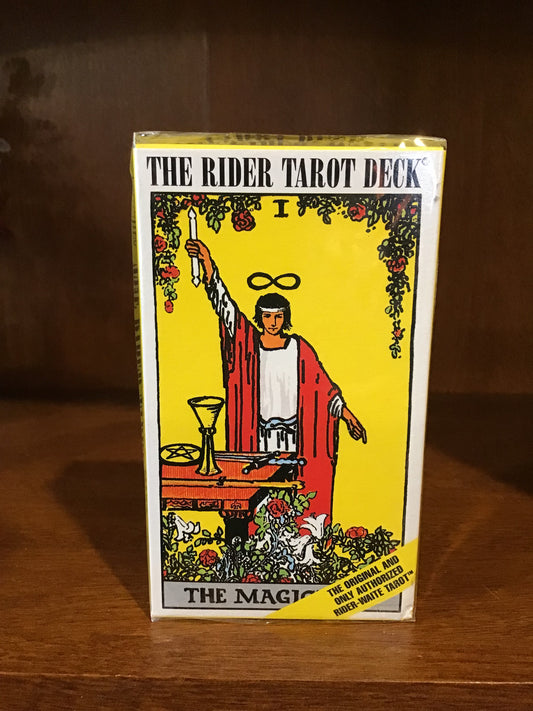 THE RIDER TAROT DECK®
I
THE MAGIC
THE ORIGINAL AND
ONLY AUTHORIZED
RIDER-WAITE TAROT™